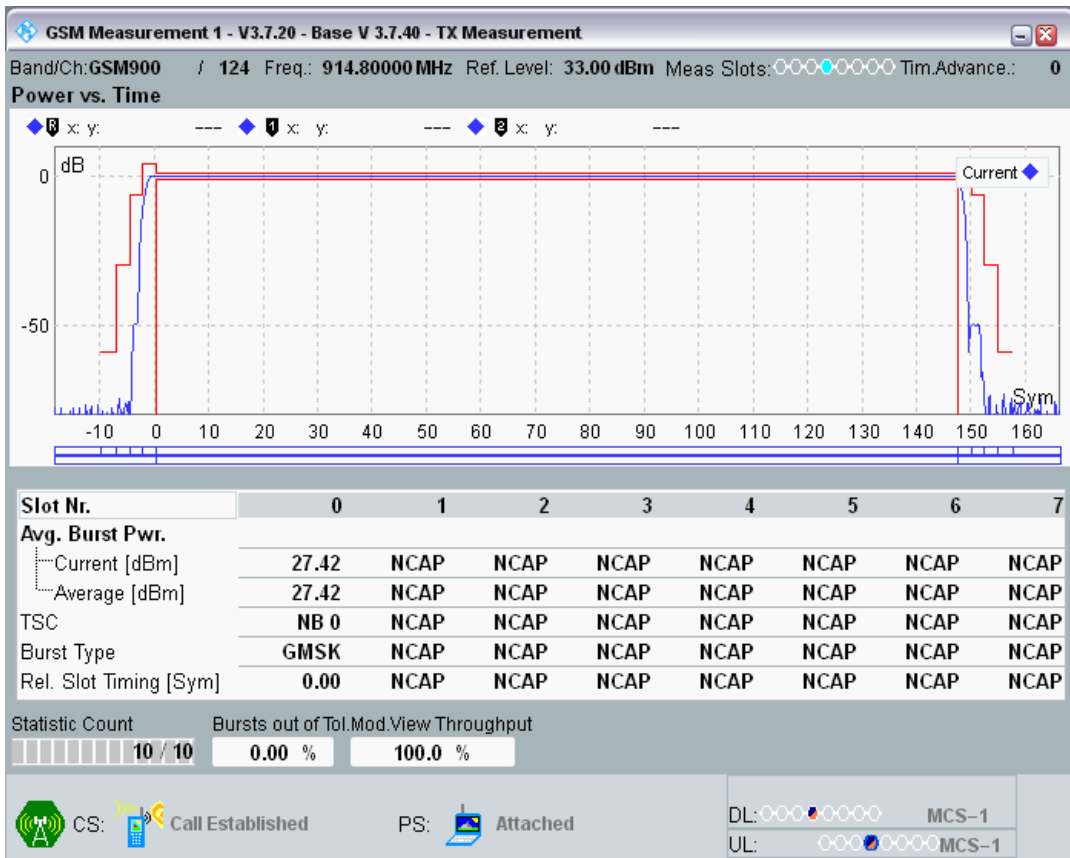 GSM Measurement 1 - V3.7.20 - Base V 3.7.40 - TX Measurement
Band/Ch:GSM900 / 124 Freq.: 914.80000 MHz Ref. Level: 33.00 dBm Meas Slots: Tim.Advance.: 0
Power vs. Time
R x: y: --- 1 x: y: --- 2 x: y: ---
dB
Current
0
-50
Sym
-10 0 10 20 30 40 50 60 70 80 90 100 110 120 130 140 150 160
Slot Nr. 0 1 2 3 4 5 6 7
Avg. Burst Pwr.
Current [dBm] 27.42 NCAP NCAP NCAP NCAP NCAP NCAP NCAP
Average [dBm] 27.42 NCAP NCAP NCAP NCAP NCAP NCAP NCAP
TSC NB 0 NCAP NCAP NCAP NCAP NCAP NCAP NCAP
Burst Type GMSK NCAP NCAP NCAP NCAP NCAP NCAP NCAP
Rel. Slot Timing [Sym] 0.00 NCAP NCAP NCAP NCAP NCAP NCAP NCAP
Statistic Count Bursts out of Tol.Mod.View Throughput
10 / 10 0.00 % 100.0 %
CS: Call Established PS: Attached
DL: MCS-1
UL: MCS-1